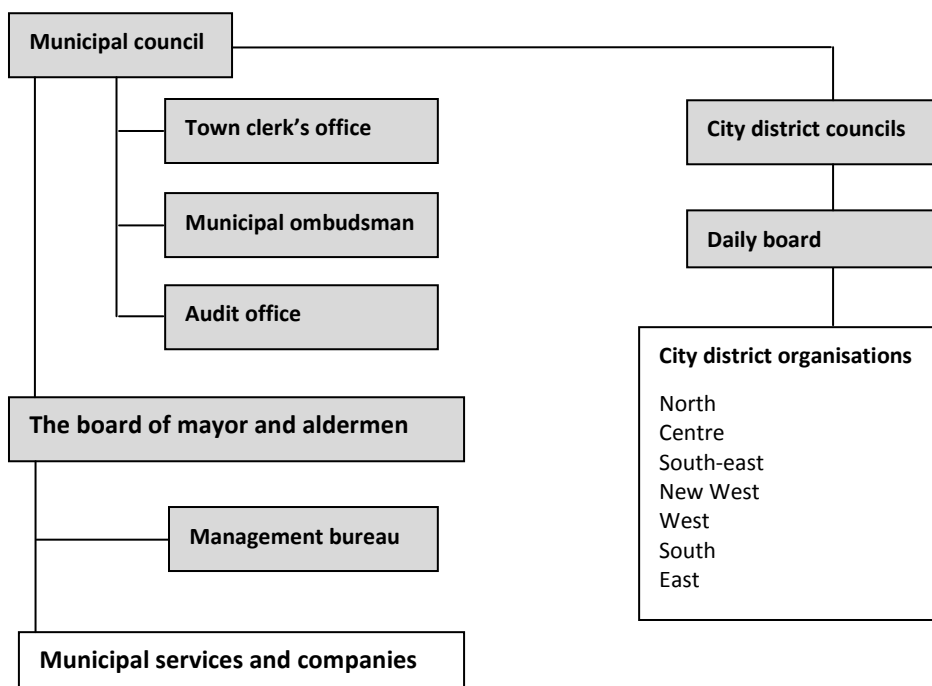 Municipal council
Town clerk’s office
Municipal ombudsman
Audit office
The board of mayor and aldermen
Management bureau
Municipal services and companies
City district councils
Daily board
City district organisations
North
Centre
South-east
New West
West
South
East